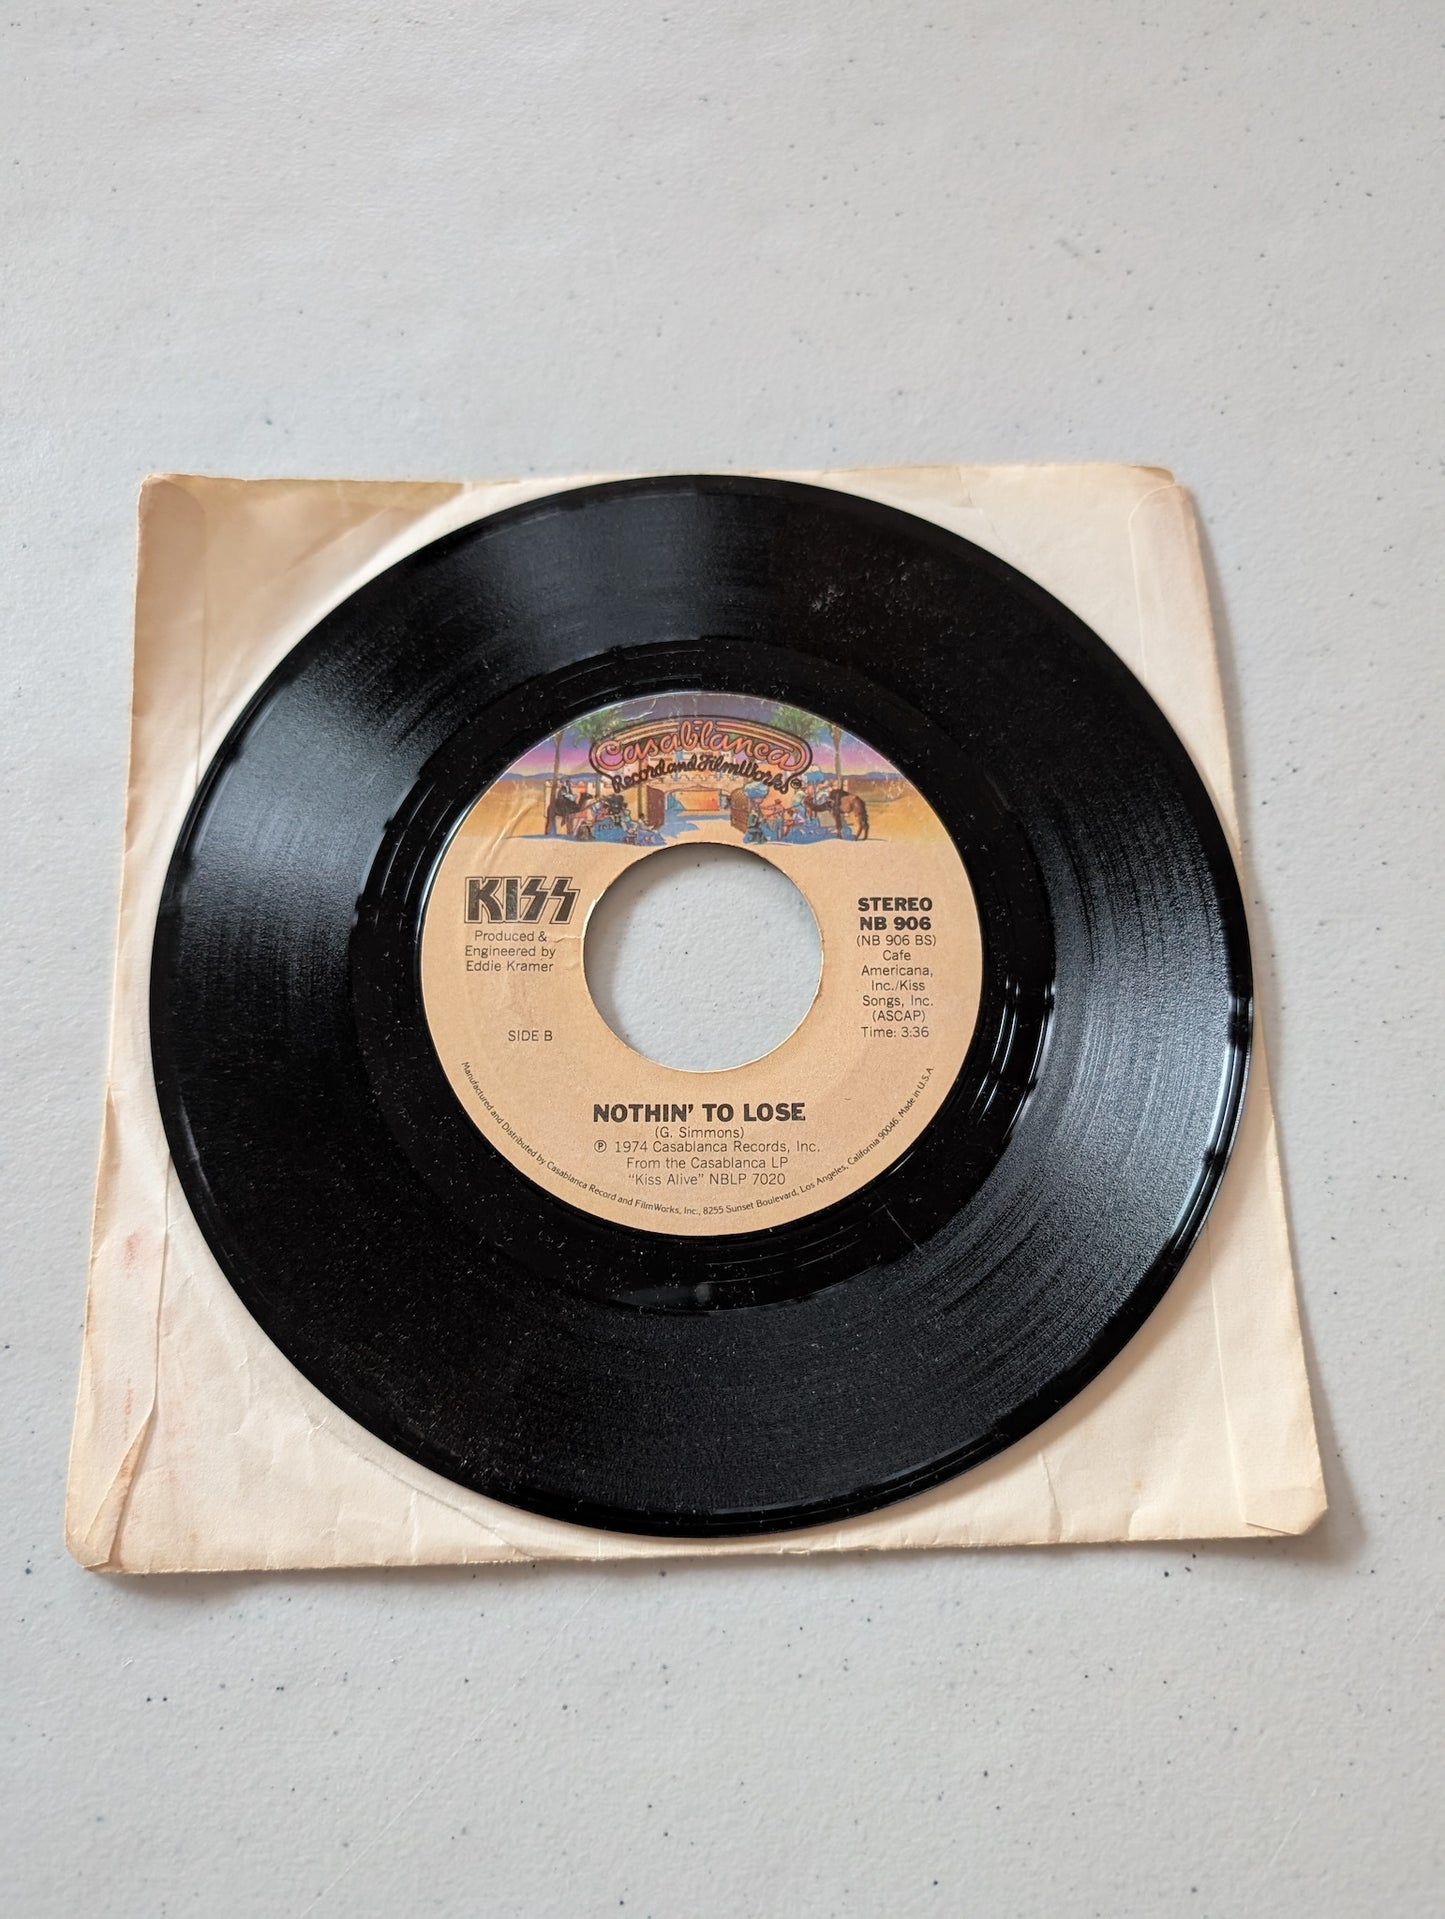 Casablanca
Record and FilmWorks
KISS
Produced &
Engineered by
Eddie Kramer
SIDE B
STEREO
NB 906
(NB 906 BS)
Cafe
Americana,
Inc./Kiss
Songs, Inc.
(ASCAP)
Time: 3:36
NOTHIN' TO LOSE
(G. Simmons)
℗ 1974 Casablanca Records, Inc.
From the Casablanca LP
"Kiss Alive" NBLP 7020
Manufactured and Distributed by Casablanca Record and FilmWorks, Inc., 8255 Sunset Boulevard, Los Angeles, California 90046. Made in U.S.A.